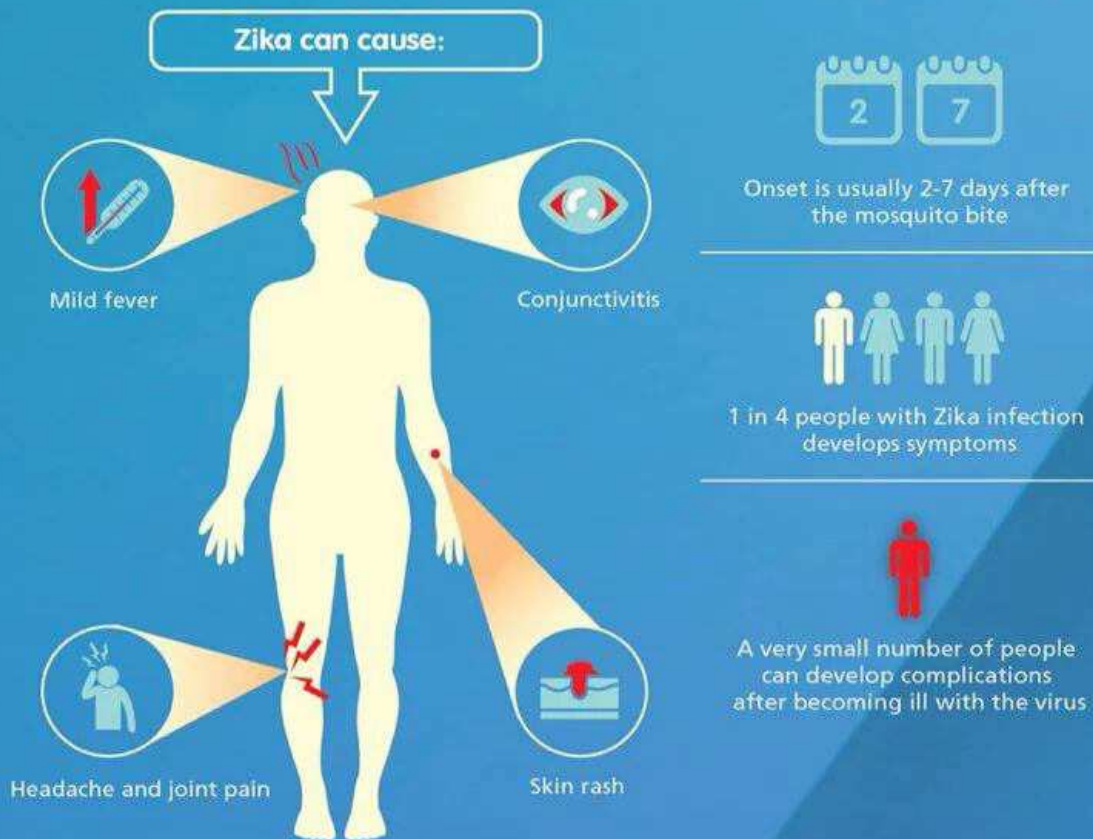 Zika can cause:
Mild fever
Conjunctivitis
Headache and joint pain
Skin rash
2 7
Onset is usually 2-7 days after
the mosquito bite
1 in 4 people with Zika infection
develops symptoms
A very small number of people
can develop complications
after becoming ill with the virus